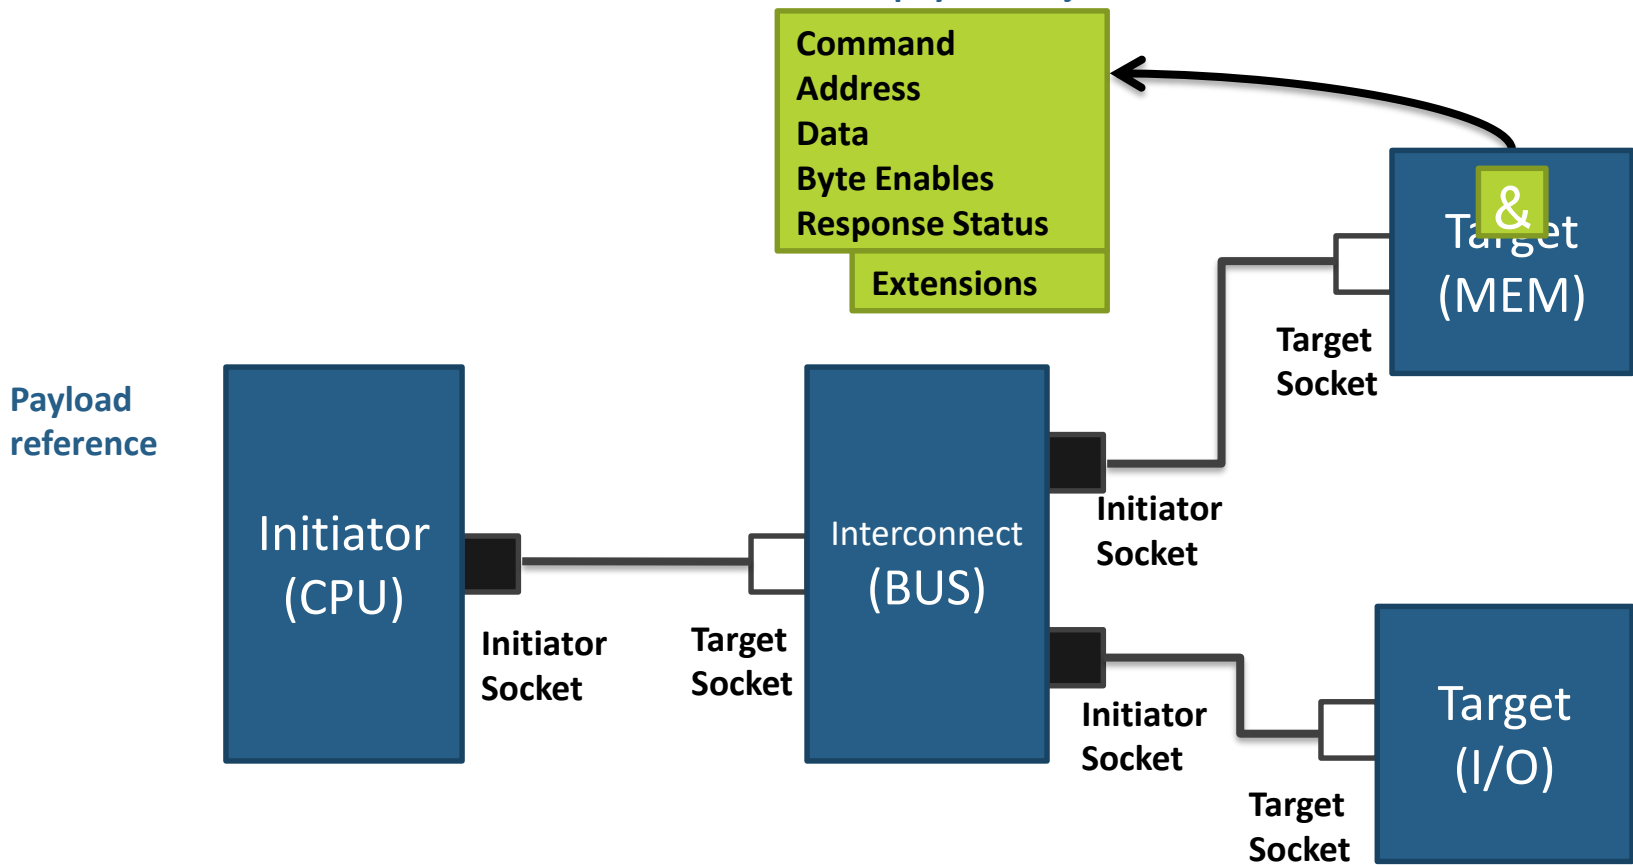 Command
Address
Data
Byte Enables
Response Status
Extensions
&
Target
(MEM)
Target
Socket
Payload
reference
Initiator
(CPU)
Initiator
Socket
Target
Socket
Interconnect
(BUS)
Initiator
Socket
Initiator
Socket
Target
(I/O)
Target
Socket